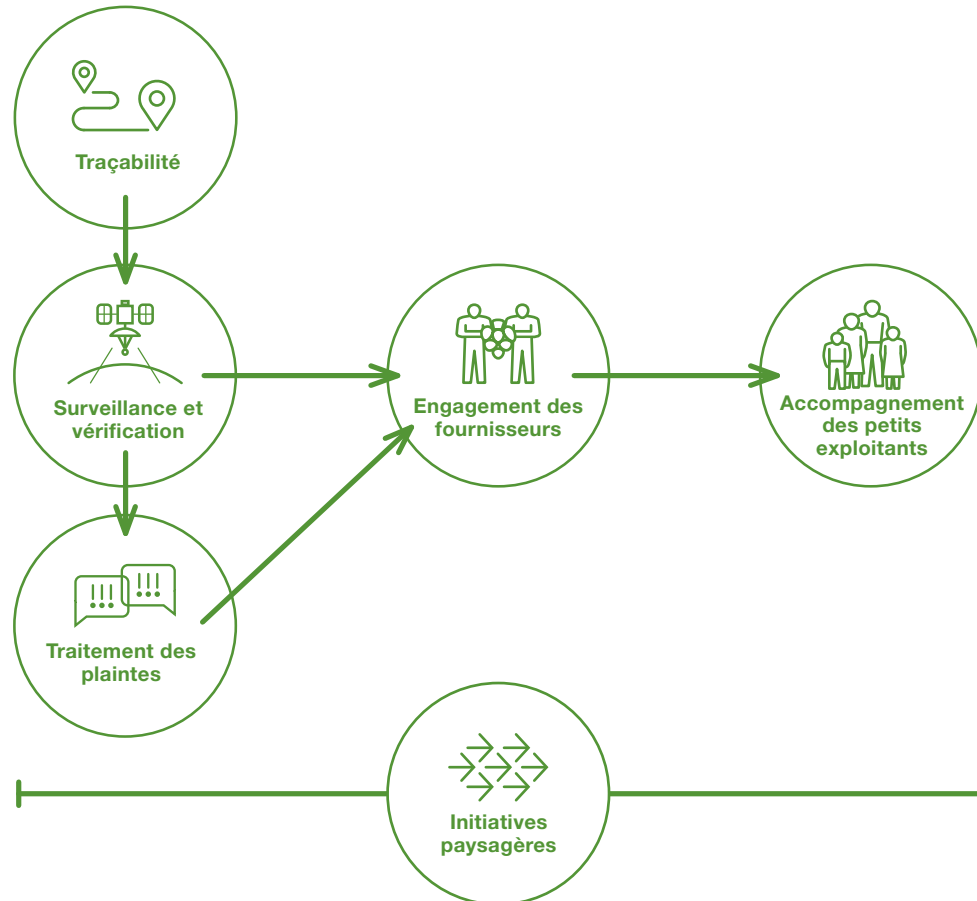 Traçabilité
Surveillance et
vérification
Engagement des
fournisseurs
Accompagnement
des petits
exploitants
Traitement des
plaintes
Initiatives
paysagères